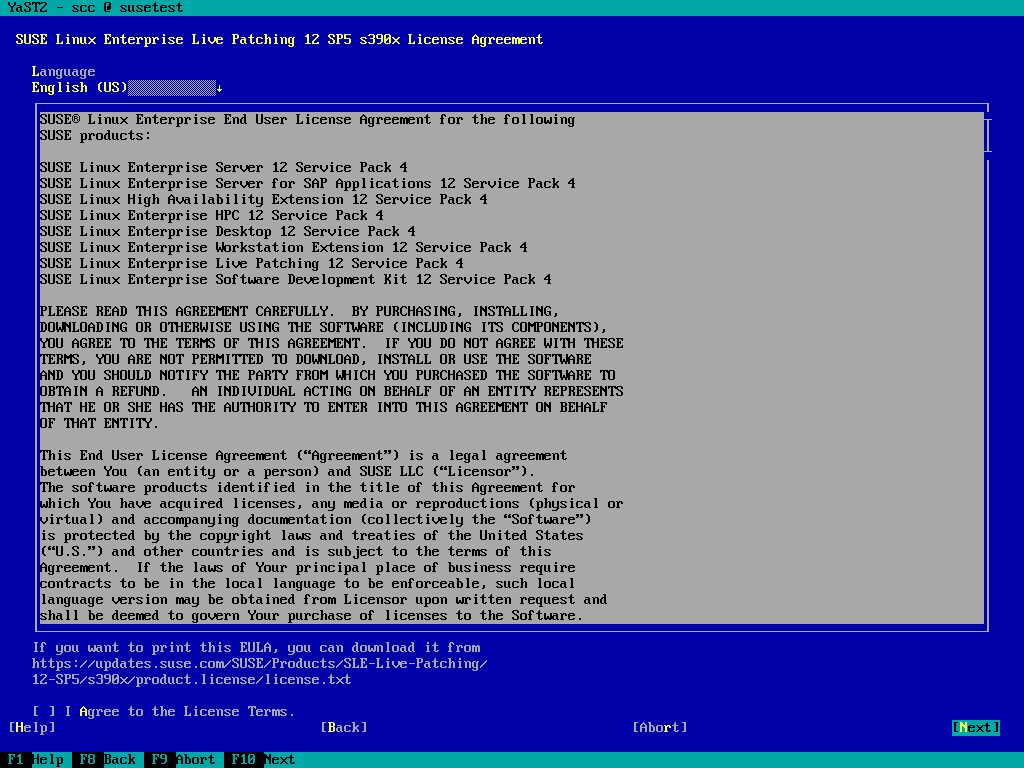 YaST2 - scc @ susetest
SUSE Linux Enterprise Live Patching 12 SP5 s390x License Agreement
Language
English (US)↓
SUSE® Linux Enterprise End User License Agreement for the following
SUSE products:
SUSE Linux Enterprise Server 12 Service Pack 4
SUSE Linux Enterprise Server for SAP Applications 12 Service Pack 4
SUSE Linux High Availability Extension 12 Service Pack 4
SUSE Linux Enterprise HPC 12 Service Pack 4
SUSE Linux Enterprise Desktop 12 Service Pack 4
SUSE Linux Enterprise Workstation Extension 12 Service Pack 4
SUSE Linux Enterprise Live Patching 12 Service Pack 4
SUSE Linux Enterprise Software Development Kit 12 Service Pack 4
PLEASE READ THIS AGREEMENT CAREFULLY.  BY PURCHASING, INSTALLING,
DOWNLOADING OR OTHERWISE USING THE SOFTWARE (INCLUDING ITS COMPONENTS),
YOU AGREE TO THE TERMS OF THIS AGREEMENT.  IF YOU DO NOT AGREE WITH THESE
TERMS, YOU ARE NOT PERMITTED TO DOWNLOAD, INSTALL OR USE THE SOFTWARE
AND YOU SHOULD NOTIFY THE PARTY FROM WHICH YOU PURCHASED THE SOFTWARE TO
OBTAIN A REFUND.   AN INDIVIDUAL ACTING ON BEHALF OF AN ENTITY REPRESENTS
THAT HE OR SHE HAS THE AUTHORITY TO ENTER INTO THIS AGREEMENT ON BEHALF
OF THAT ENTITY.
This End User License Agreement (“Agreement”) is a legal agreement
between You (an entity or a person) and SUSE LLC (“Licensor”).
The software products identified in the title of this Agreement for
which You have acquired licenses, any media or reproductions (physical or
virtual) and accompanying documentation (collectively the “Software”)
is protected by the copyright laws and treaties of the United States
(“U.S.”) and other countries and is subject to the terms of this
Agreement.  If the laws of Your principal place of business require
contracts to be in the local language to be enforceable, such local
language version may be obtained from Licensor upon written request and
shall be deemed to govern Your purchase of licenses to the Software.
If you want to print this EULA, you can download it from
https://updates.suse.com/SUSE/Products/SLE-Live-Patching/
12-SP5/s390x/product.license/license.txt
[ ] I Agree to the License Terms.
[Help] [Back] [Abort] [Next]
F1 Help F8 Back F9 Abort F10 Next